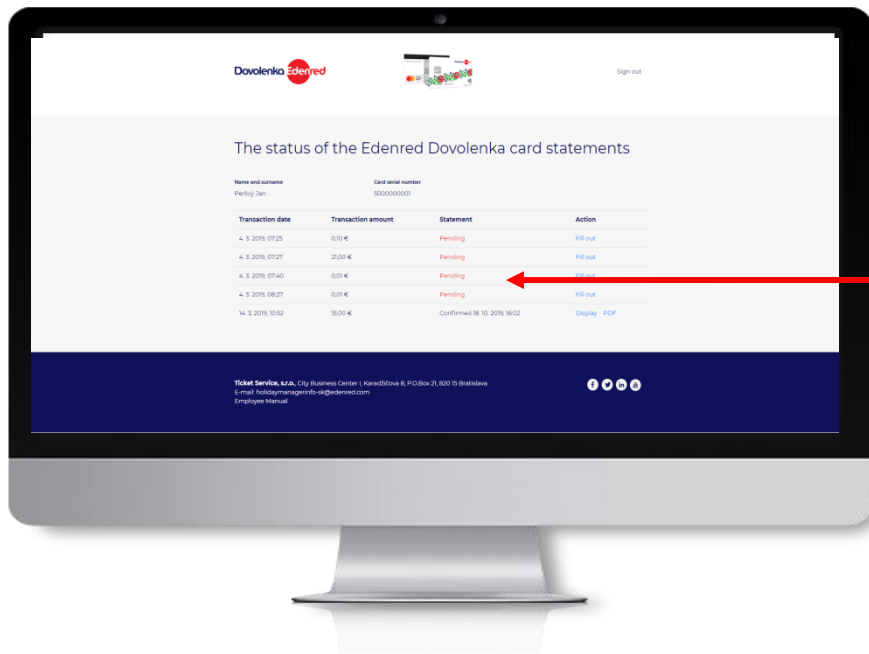 Dovolenka Edenred
Sign out
The status of the Edenred Dovolenka card statements
Name and surname Card serial number
Perlivý Jan 5000000001
Transaction date Transaction amount Statement Action
4. 3. 2019, 07:25 0,10 € Pending Fill out
4. 3. 2019, 07:27 21,00 € Pending Fill out
4. 3. 2019, 07:40 0,01 € Pending Fill out
4. 3. 2019, 08:27 0,01 € Pending Fill out
14. 3. 2019, 10:52 15,00 € Confirmed 18. 10. 2019, 16:02 Display PDF
Ticket Service, s.r.o., City Business Center I, Karadžičova 8, P.O.Box 21, 820 15 Bratislava
E-mail: holidaymanagerinfo-sk@edenred.com
Employee Manual